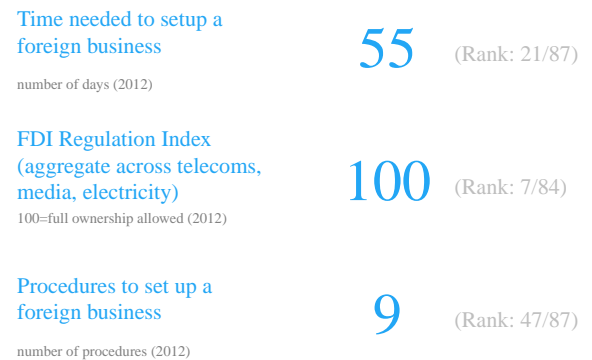 Time needed to setup a
foreign business
55
(Rank: 21/87)
number of days (2012)
FDI Regulation Index
(aggregate across telecoms,
media, electricity)
100
(Rank: 7/84)
100=full ownership allowed (2012)
Procedures to set up a
foreign business
9
(Rank: 47/87)
number of procedures (2012)